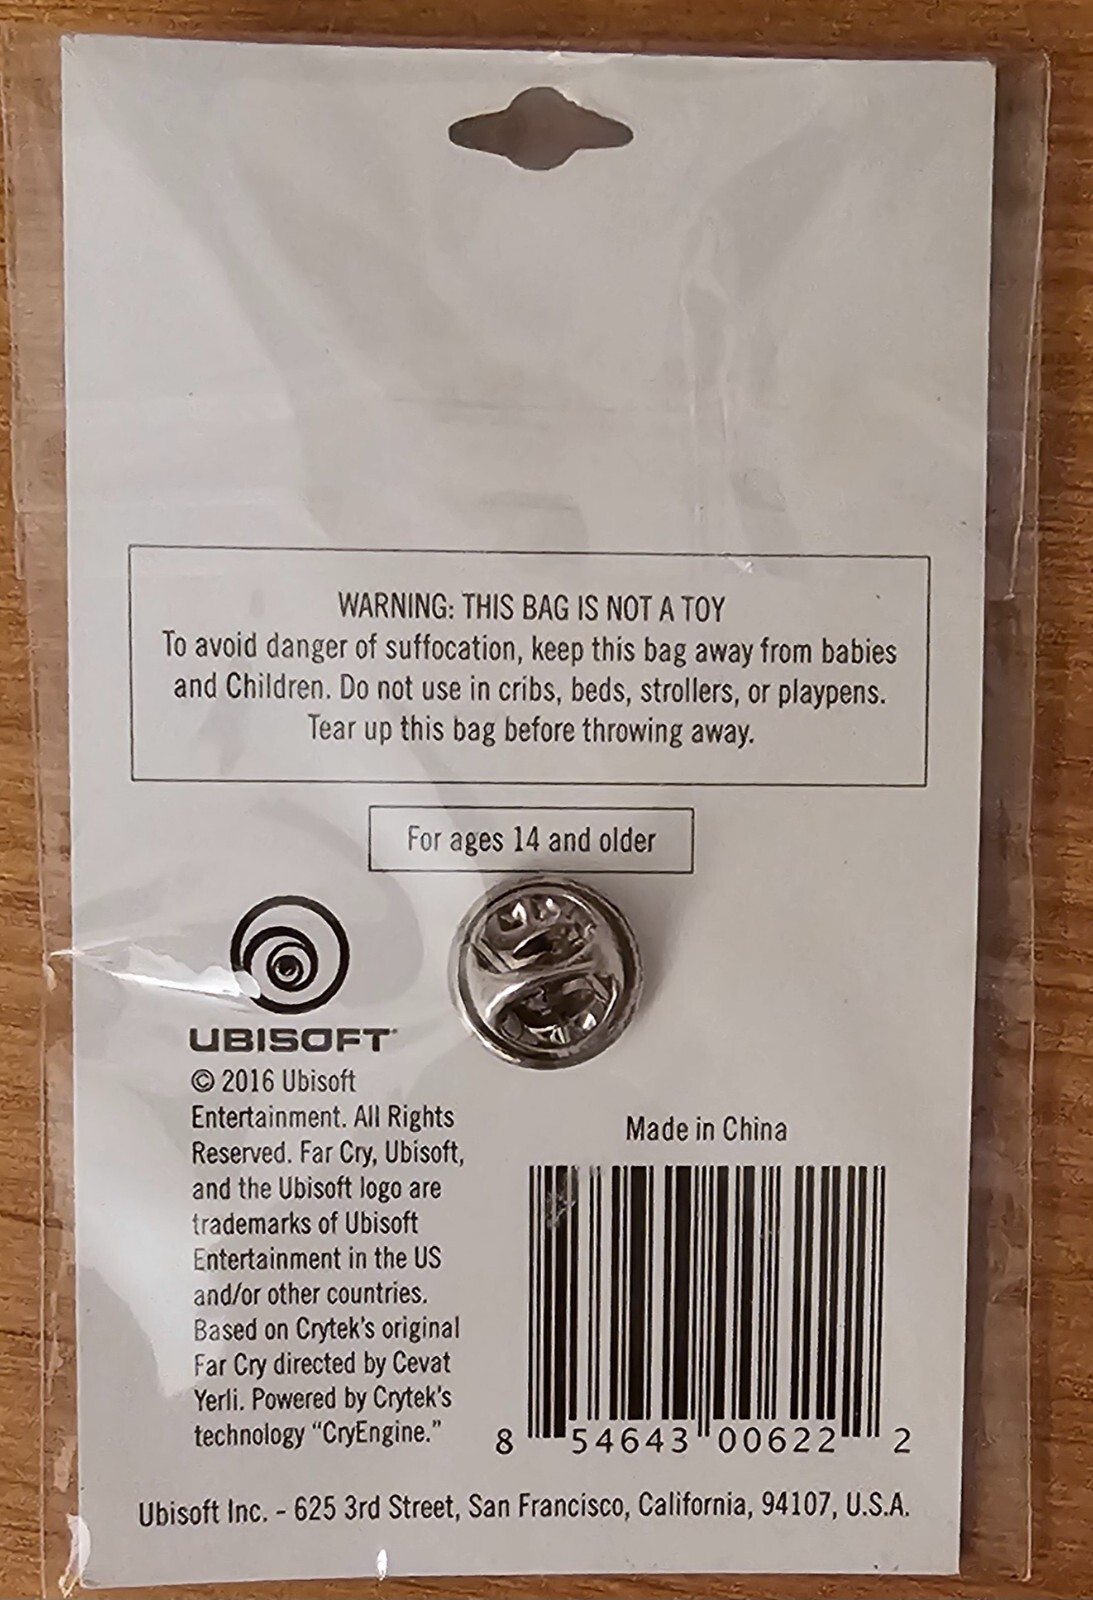 WARNING: THIS BAG IS NOT A TOY
To avoid danger of suffocation, keep this bag away from babies
and Children. Do not use in cribs, beds, strollers, or playpens.
Tear up this bag before throwing away.
For ages 14 and older
UBISOFT
© 2016 Ubisoft
Entertainment. All Rights
Reserved. Far Cry, Ubisoft,
and the Ubisoft logo are
trademarks of Ubisoft
Entertainment in the US
and/or other countries.
Based on Crytek's original
Far Cry directed by Cevat
Yerli. Powered by Crytek's
technology “CryEngine.”
Made in China
8 54643 00622 2
Ubisoft Inc. - 625 3rd Street, San Francisco, California, 94107, U.S.A.